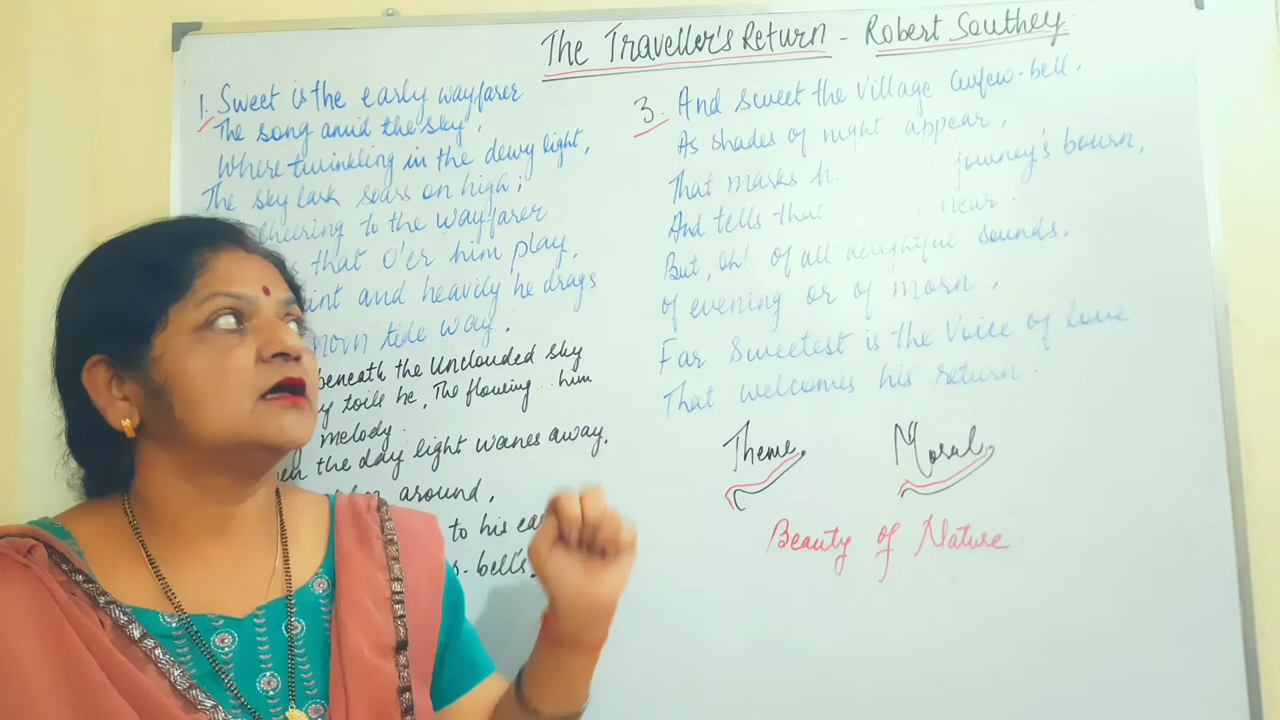 The Traveller's Return - Robert Southey.
1. Sweet is the early wayfarer
The song amid the sky,
Where twinkling in the dewy light,
The sky lark soars on high;
cheering to the wayfarer
that o'er him play,
and heavily he drags
noon tide way.
beneath the Unclouded sky
toils he, The flowing .. him
melody.
the day light wanes away.
around,
to his
bell's.
3. And sweet the village curfew-bell.
As shades of night appear,
That marks journey's bourn,
And tells that near.
But, Oh! of all delightful sounds,
of evening or of morn,
Far Sweetest is the Voice of love
That welcomes his return.
Theme, Moral,
Beauty of Nature